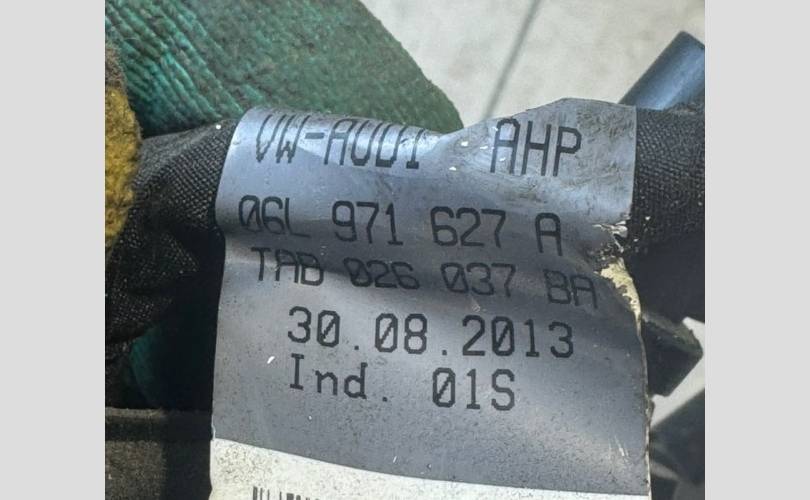 VW-AUDI AHP
06L 971 627 A
TAB 026 037 BA
30.08.2013
Ind. 01S